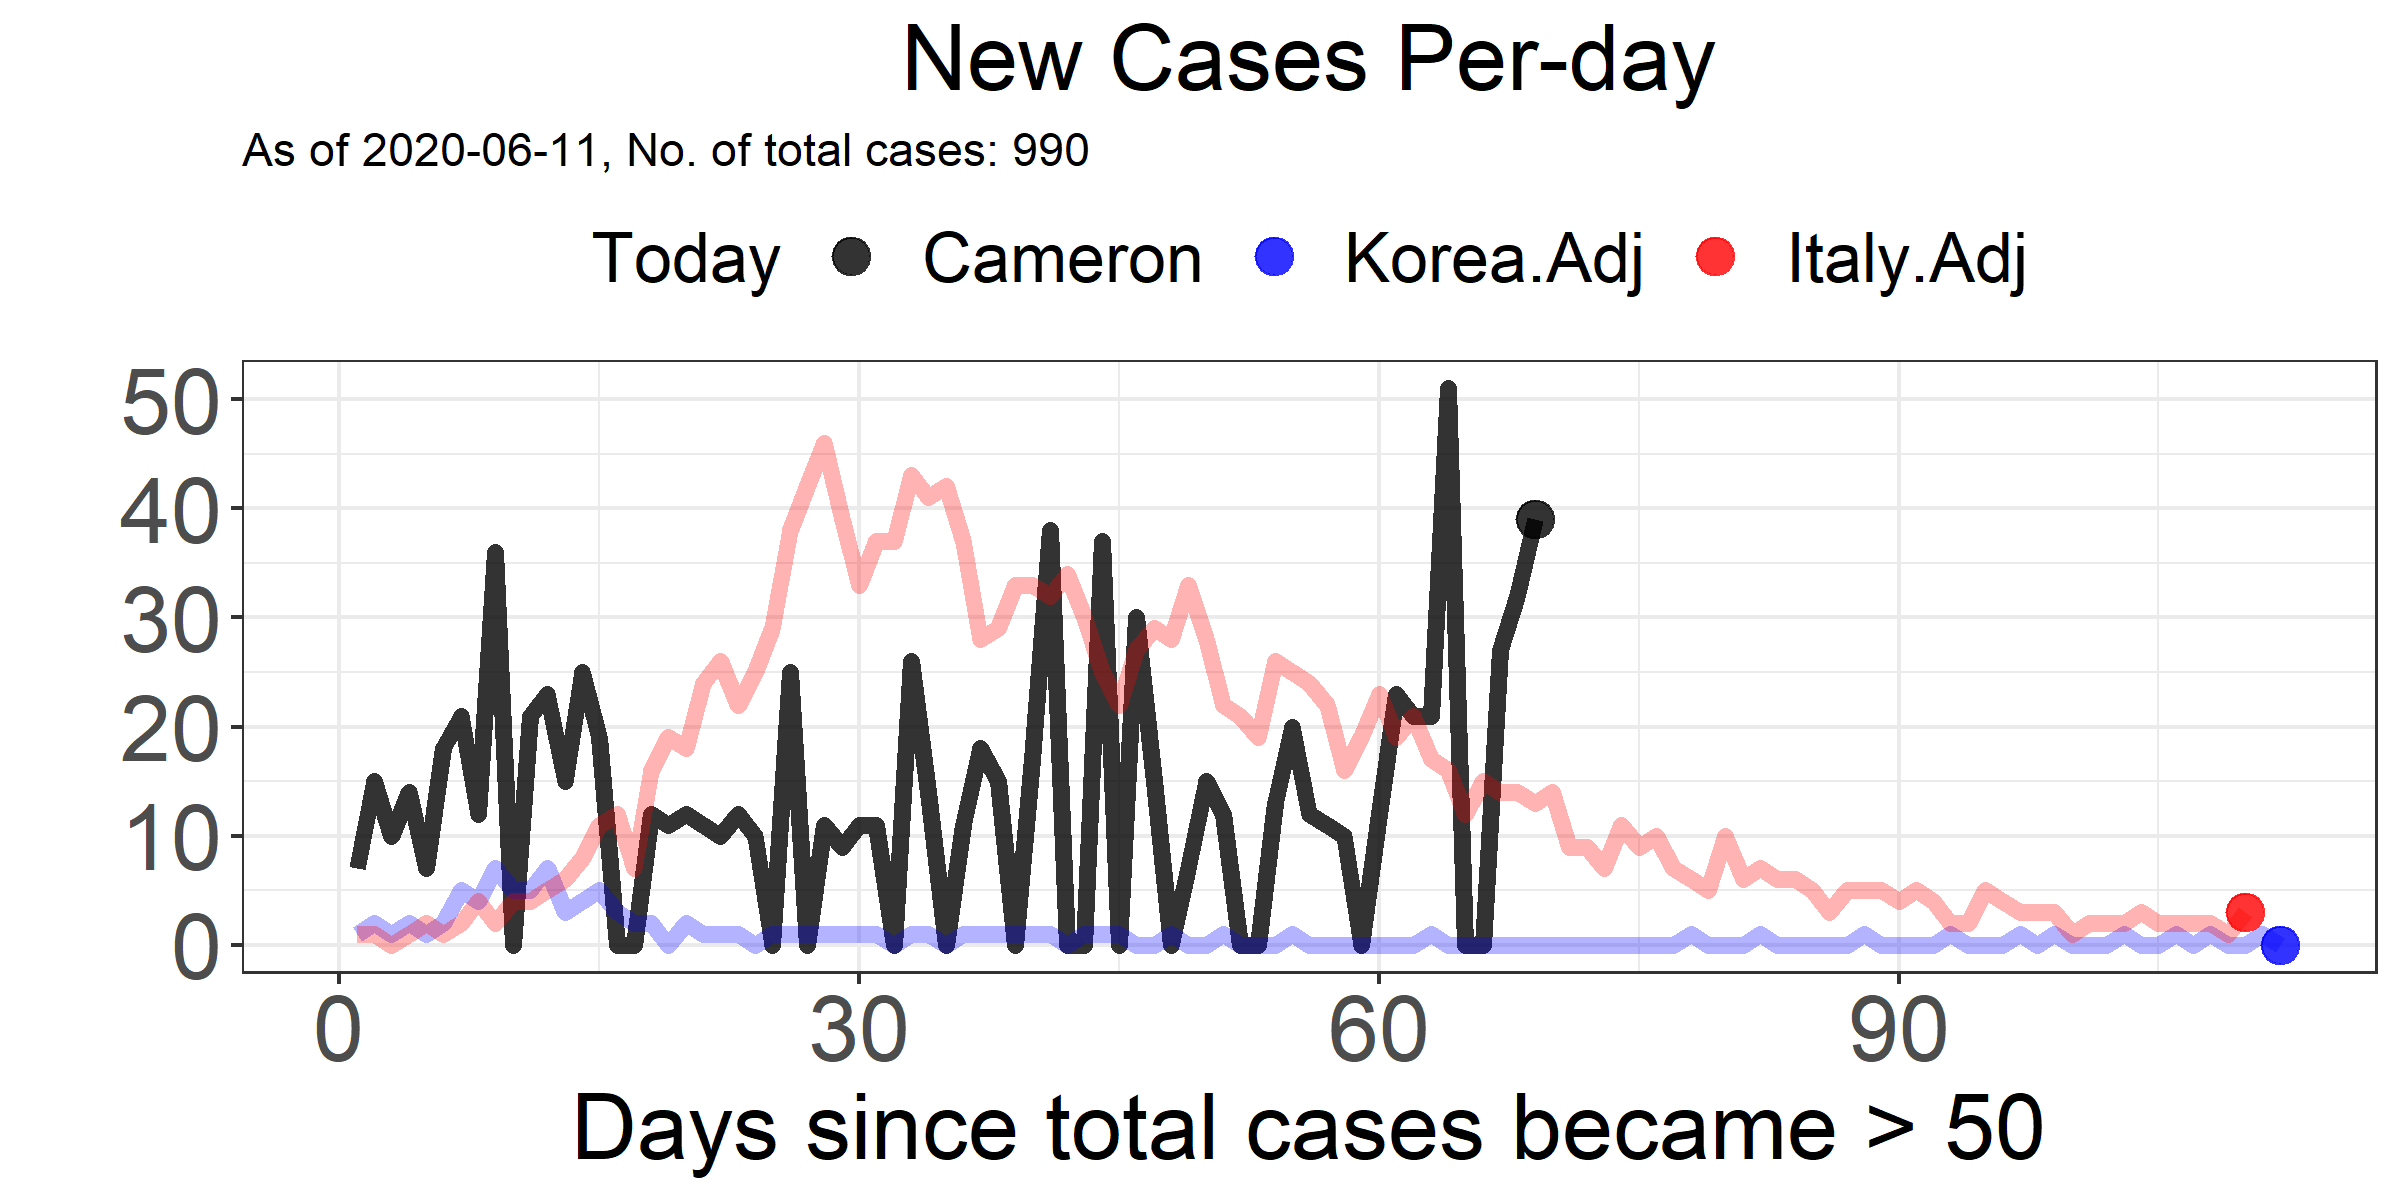 New Cases Per-day
As of 2020-06-11, No. of total cases: 990
Today Cameron Korea.Adj Italy.Adj
50
40
30
20
10
0
0 30 60 90
Days since total cases became > 50